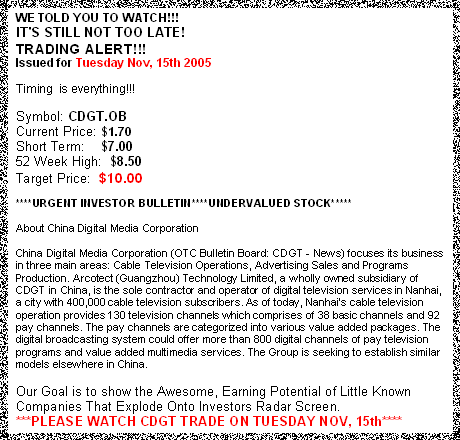 WE TOLD YOU TO WATCH!!!
IT'S STILL NOT TOO LATE!
TRADING ALERT!!!
Issued for Tuesday Nov, 15th 2005
Timing is everything!!!
Symbol: CDGT.OB
Current Price: $1.70
Short Term: $7.00
52 Week High: $8.50
Target Price: $10.00
****URGENT INVESTOR BULLETIN****UNDERVALUED STOCK*****
About China Digital Media Corporation
China Digital Media Corporation (OTC Bulletin Board: CDGT - News) focuses its business
in three main areas: Cable Television Operations, Advertising Sales and Programs
Production. Arcotect (Guangzhou) Technology Limited, a wholly owned subsidiary of
CDGT in China, is the sole contractor and operator of digital television services in Nanhai,
a city with 400,000 cable television subscribers. As of today, Nanhai's cable television
operation provides 130 television channels which comprises of 38 basic channels and 92
pay channels. The pay channels are categorized into various value added packages. The
digital broadcasting system could offer more than 800 digital channels of pay television
programs and value added multimedia services. The Group is seeking to establish similar
models elsewhere in China.
Our Goal is to show the Awesome, Earning Potential of Little Known
Companies That Explode Onto Investors Radar Screen.
***PLEASE WATCH CDGT TRADE ON TUESDAY NOV, 15th****